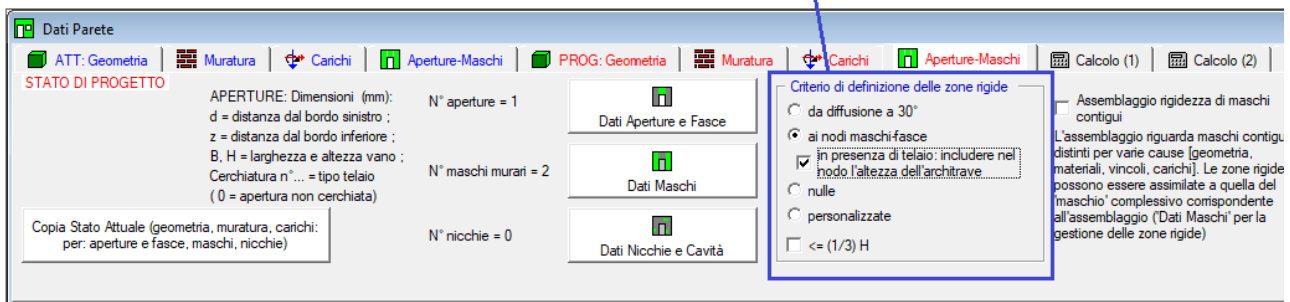 Dati Parete
ATT: Geometria
Muratura
Carichi
Aperture-Maschi
PROG: Geometria
Muratura
Carichi
Aperture-Maschi
Calcolo (1)
Calcolo (2)
STATO DI PROGETTO
APERTURE: Dimensioni (mm):
d = distanza dal bordo sinistro ;
z = distanza dal bordo inferiore ;
B, H = larghezza e altezza vano ;
Cerchiatura n°... = tipo telaio
( 0 = apertura non cerchiata)
Copia Stato Attuale (geometria, muratura, carichi:
per: aperture e fasce, maschi, nicchie)
N° aperture = 1
Dati Aperture e Fasce
N° maschi murari = 2
Dati Maschi
N° nicchie = 0
Dati Nicchie e Cavità
Criterio di definizione delle zone rigide
da diffusione a 30°
ai nodi maschi-fasce
in presenza di telaio: includere nel
nodo l'altezza dell'architrave
nulle
personalizzate
<= (1/3) H
Assemblaggio rigidezza di maschi
contigui
L'assemblaggio riguarda maschi contigu
distinti per varie cause [geometria,
materiali, vincoli, carichi]. Le zone rigide
possono essere assimilate a quella del
'maschio' complessivo corrispondente
all'assemblaggio ('Dati Maschi' per la
gestione delle zone rigide)